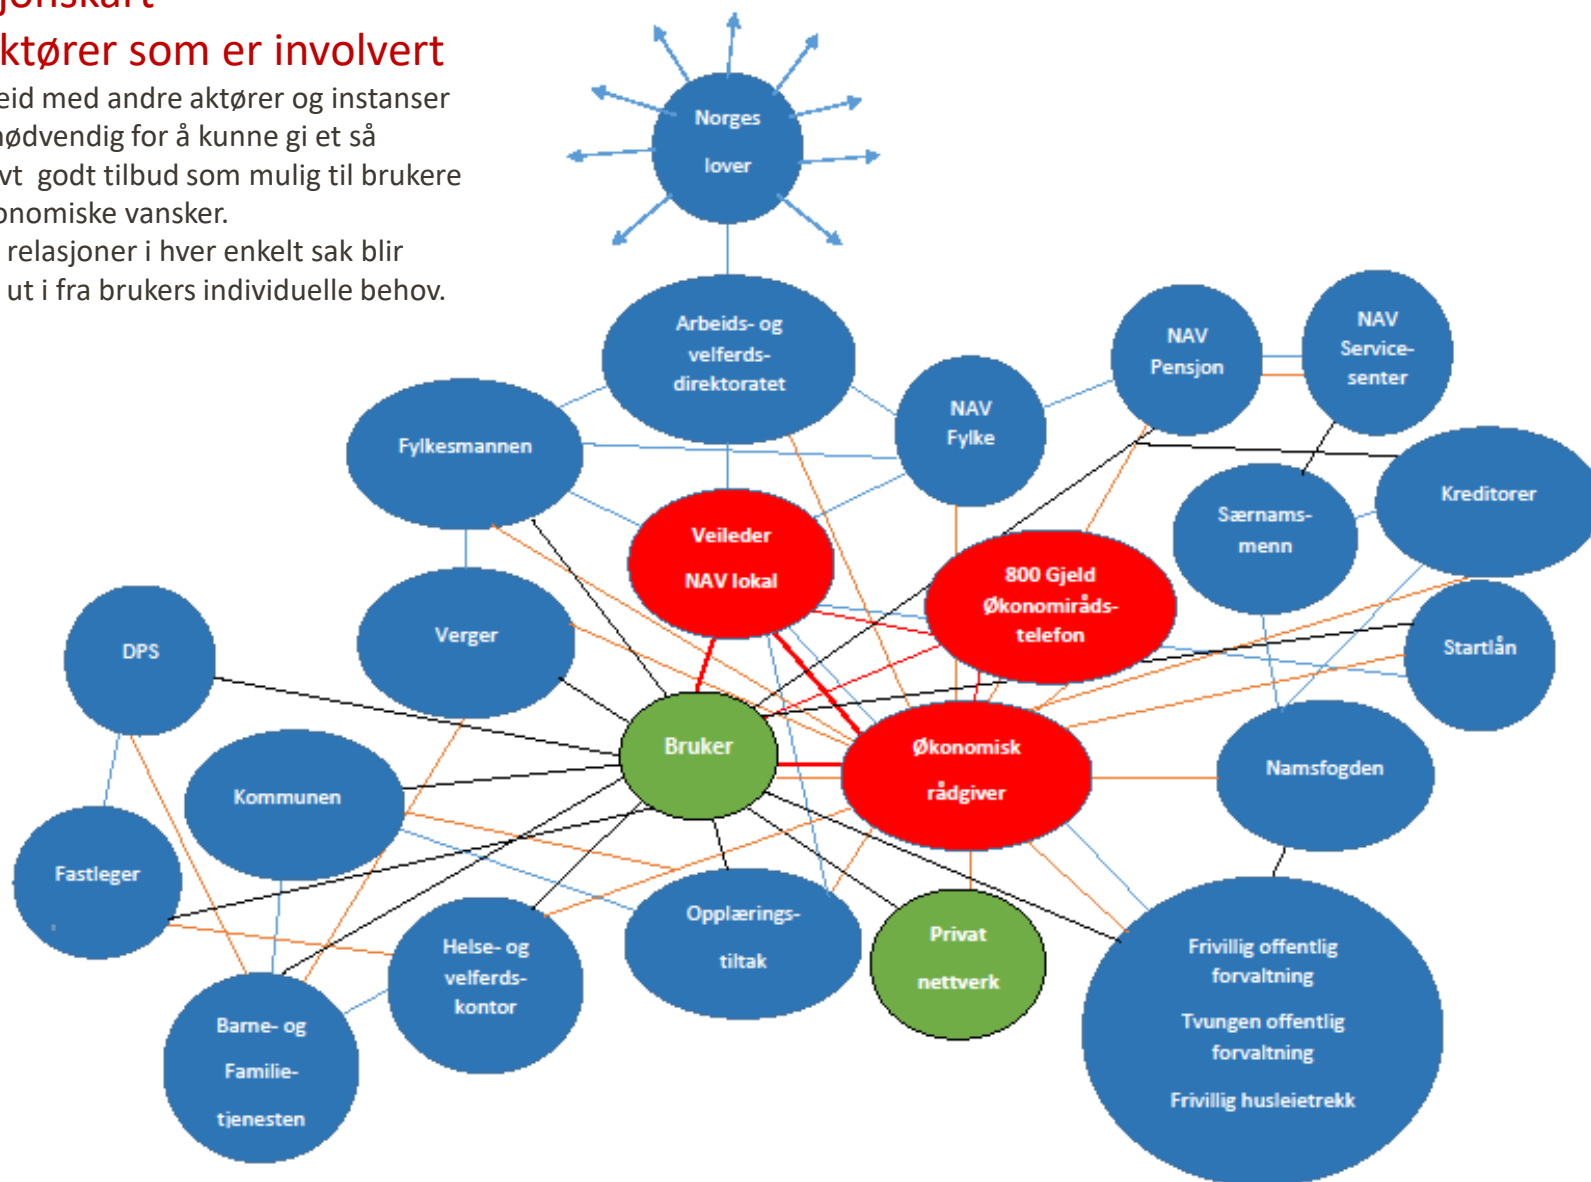 jonskart
ktører som er involvert
eid med andre aktører og instanser
nødvendig for å kunne gi et så
vt godt tilbud som mulig til brukere
onomiske vansker.
relasjoner i hver enkelt sak blir
ut i fra brukers individuelle behov.
Norges
lover
Arbeids- og
velferds-
direktoratet
NAV
Pensjon
NAV
Service-
senter
NAV
Fylke
Fylkesmannen
Kreditorer
Veileder
NAV lokal
Særnams-
menn
800 Gjeld
Økonomiråds-
telefon
Verger
DPS
Startlån
Bruker
Økonomisk
rådgiver
Namsfogden
Kommunen
Fastleger
Opplærings-
tiltak
Privat
nettverk
Helse- og
velferds-
kontor
Frivillig offentlig
forvaltning
Tvungen offentlig
forvaltning
Frivillig husleietrekk
Barne- og
Familie-
tjenesten